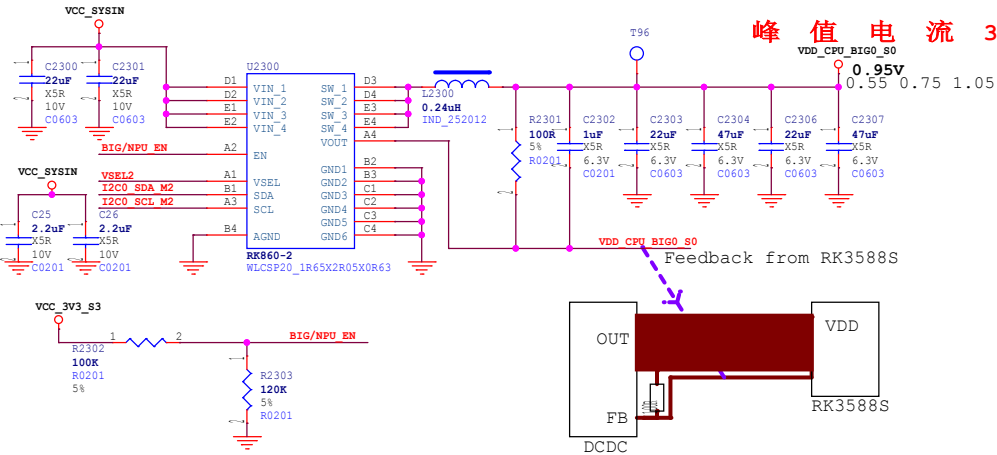 VCC_SYSIN
峰 值 电 流 3
T96
VDD_CPU_BIG0_S0
0.95V
0.55 0.75 1.05
C2300
22uF
X5R
10V
C0603
C2301
22uF
X5R
10V
C0603
U2300
D1 VIN_1
D2 VIN_2
E1 VIN_3
E2 VIN_4
A2 EN
A1 VSEL
B1 SDA
A3 SCL
B4 AGND
SW_1 D3
SW_2 D4
SW_3 E3
SW_4 E4
VOUT A4
GND1 B2
GND2 B3
GND3 C1
GND4 C2
GND5 C3
GND6 C4
RK860-2
WLCSP20_1R65X2R05X0R63
L2300
0.24uH
IND_252012
R2301
100R
5%
R0201
C2302
1uF
X5R
6.3V
C0201
C2303
22uF
X5R
6.3V
C0603
C2304
47uF
X5R
6.3V
C0603
C2306
22uF
X5R
6.3V
C0603
C2307
47uF
X5R
6.3V
C0603
BIG/NPU_EN
VCC_SYSIN
VSEL2
I2C0_SDA_M2
I2C0_SCL_M2
C25
2.2uF
X5R
10V
C0201
C26
2.2uF
X5R
10V
C0201
VDD_CPU_BIG0_S0
Feedback from RK3588S
VCC_3V3_S3
1 2
BIG/NPU_EN
R2302
100K
R0201
5%
R2303
120K
5%
R0201
OUT
VDD
FB
RK3588S
DCDC